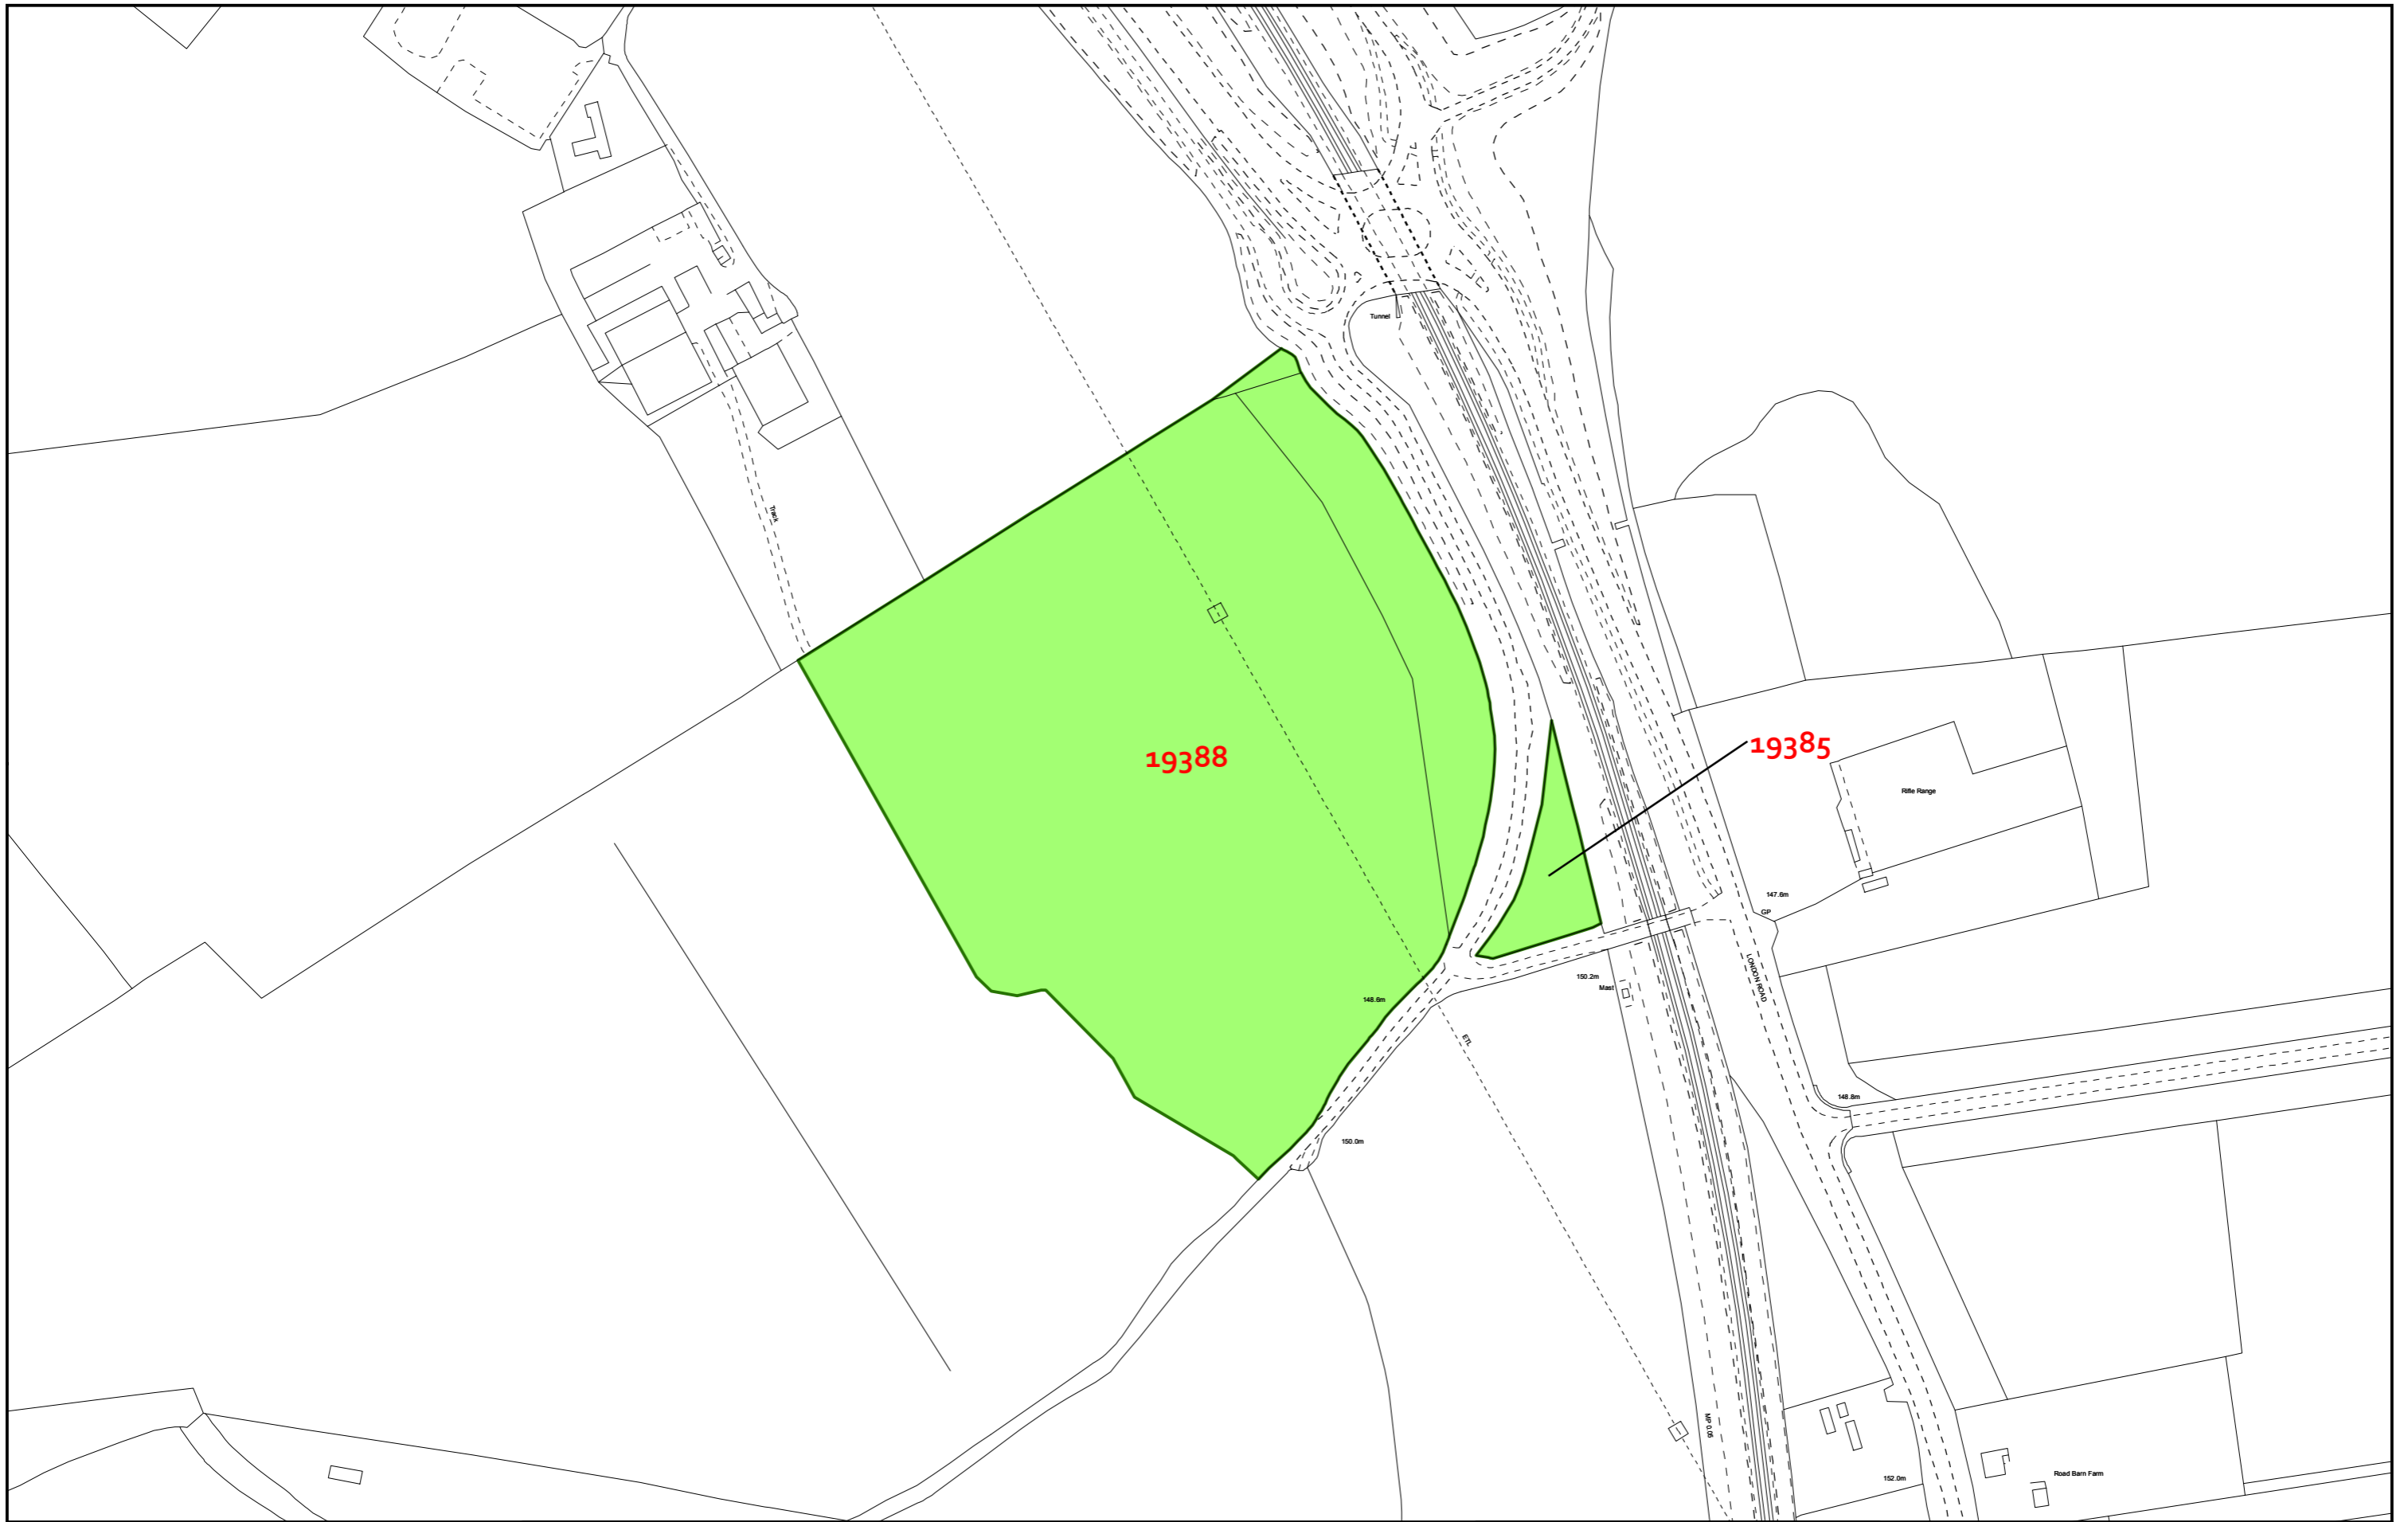 Tunnel
Track
19388
19385
Rifle Range
147.6m
GP
LONDON ROAD
150.2m
Mast
148.6m
ETL
148.8m
150.0m
MP 0.05
152.0m
Road Barn Farm